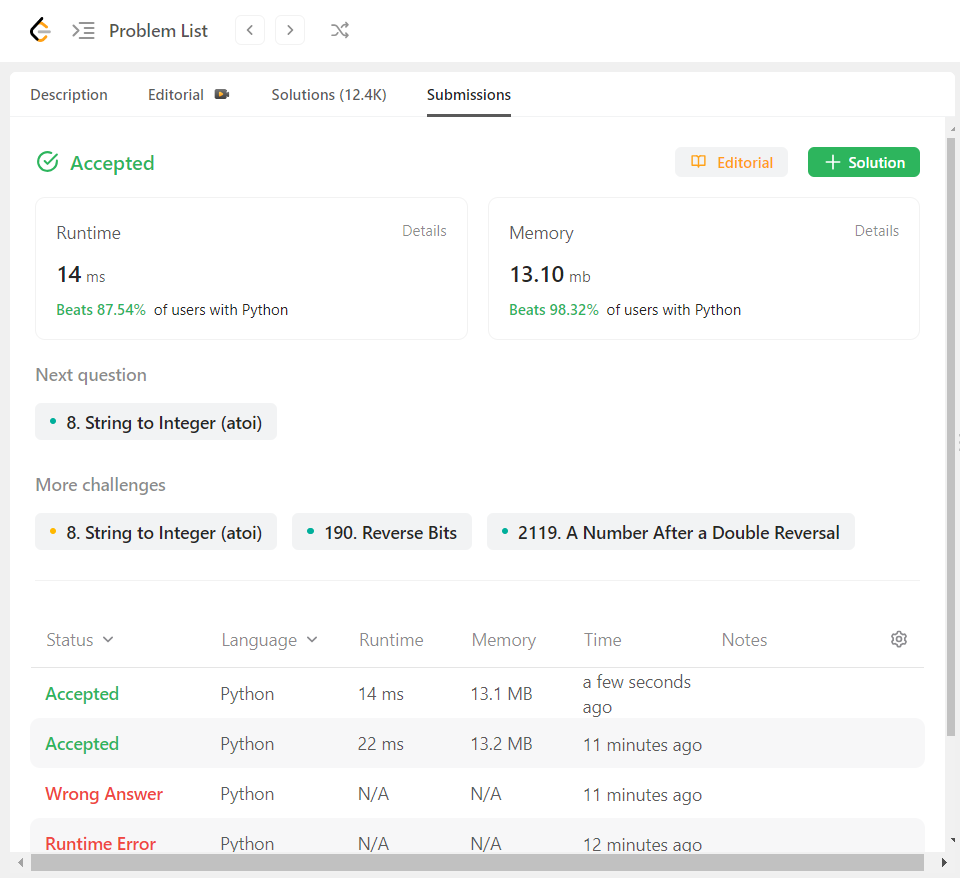 Problem List
Description Editorial Solutions (12.4K) Submissions
Accepted Editorial + Solution
Runtime Details
14 ms
Beats 87.54% of users with Python
Memory Details
13.10 mb
Beats 98.32% of users with Python
Next question
8. String to Integer (atoi)
More challenges
8. String to Integer (atoi) 190. Reverse Bits 2119. A Number After a Double Reversal
Status Language Runtime Memory Time Notes
Accepted Python 14 ms 13.1 MB a few seconds
ago
Accepted Python 22 ms 13.2 MB 11 minutes ago
Wrong Answer Python N/A N/A 11 minutes ago
Runtime Error Python N/A N/A 12 minutes ago